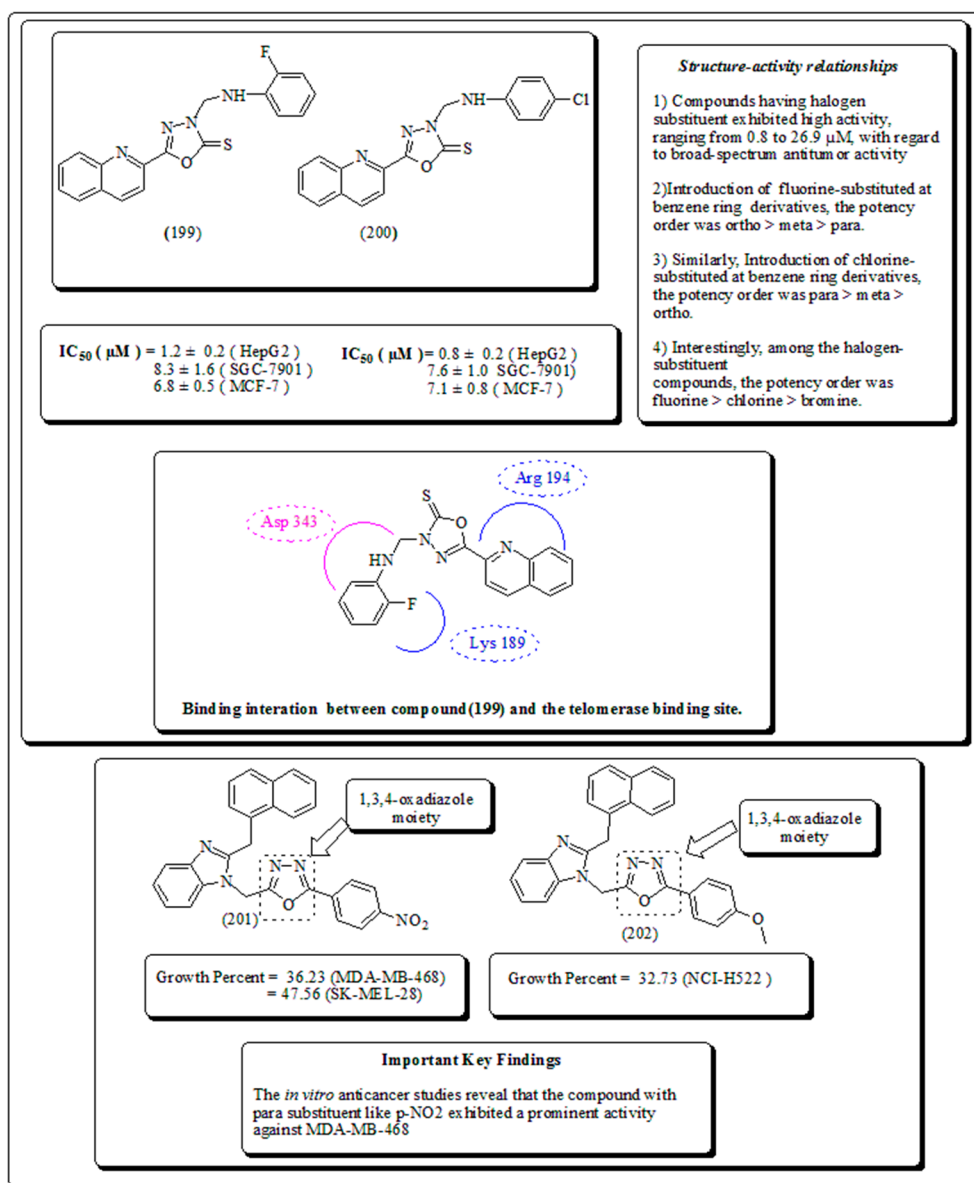 F
NH
N
N
N
S
O
(199)
NH
Cl
N
N
N
S
O
(200)
Structure-activity relationships
1) Compounds having halogen
substituent exhibited high activity,
ranging from 0.8 to 26.9 µM, with regard
to broad-spectrum antitumor activity
2)Introduction of fluorine-substituted at
benzene ring derivatives, the potency
order was ortho > meta > para.
3) Similarly, Introduction of chlorine-
substituted at benzene ring derivatives,
the potency order was para > meta >
ortho.
4) Interestingly, among the halogen-
substituent
compounds, the potency order was
fluorine > chlorine > bromine.
IC50 ( µM ) = 1.2 ± 0.2 ( HepG2 )
8.3 ± 1.6 ( SGC-7901 )
6.8 ± 0.5 ( MCF-7 )
IC50 ( µM ) = 0.8 ± 0.2 ( HepG2 )
7.6 ± 1.0 SGC-7901)
7.1 ± 0.8 ( MCF-7 )
Arg 194
Asp 343
S
O
N
N
N
HN
F
Lys 189
Binding interation between compound (199) and the telomerase binding site.
1,3,4-oxadiazole
moiety
N
N
N N
O
NO2
(201)
1,3,4-oxadiazole
moiety
N
N
N N
O
O
(202)
Growth Percent = 36.23 (MDA-MB-468)
= 47.56 (SK-MEL-28)
Growth Percent = 32.73 (NCI-H522 )
Important Key Findings
The in vitro anticancer studies reveal that the compound with
para substituent like p-NO2 exhibited a prominent activity
against MDA-MB-468